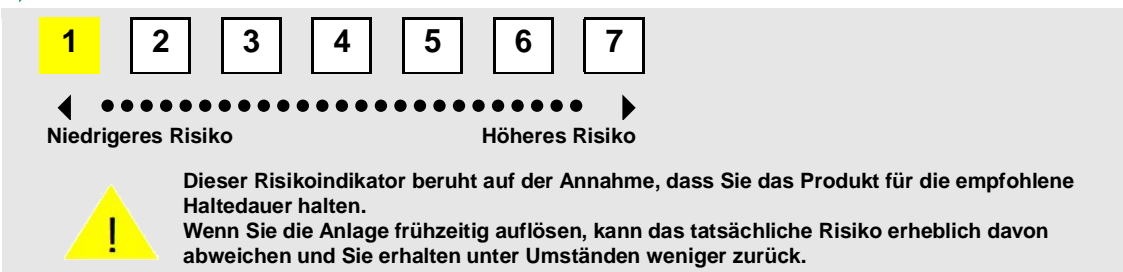 1 2 3 4 5 6 7
Niedrigeres Risiko Höheres Risiko
Dieser Risikoindikator beruht auf der Annahme, dass Sie das Produkt für die empfohlene
Haltedauer halten.
Wenn Sie die Anlage frühzeitig auflösen, kann das tatsächliche Risiko erheblich davon
abweichen und Sie erhalten unter Umständen weniger zurück.
!